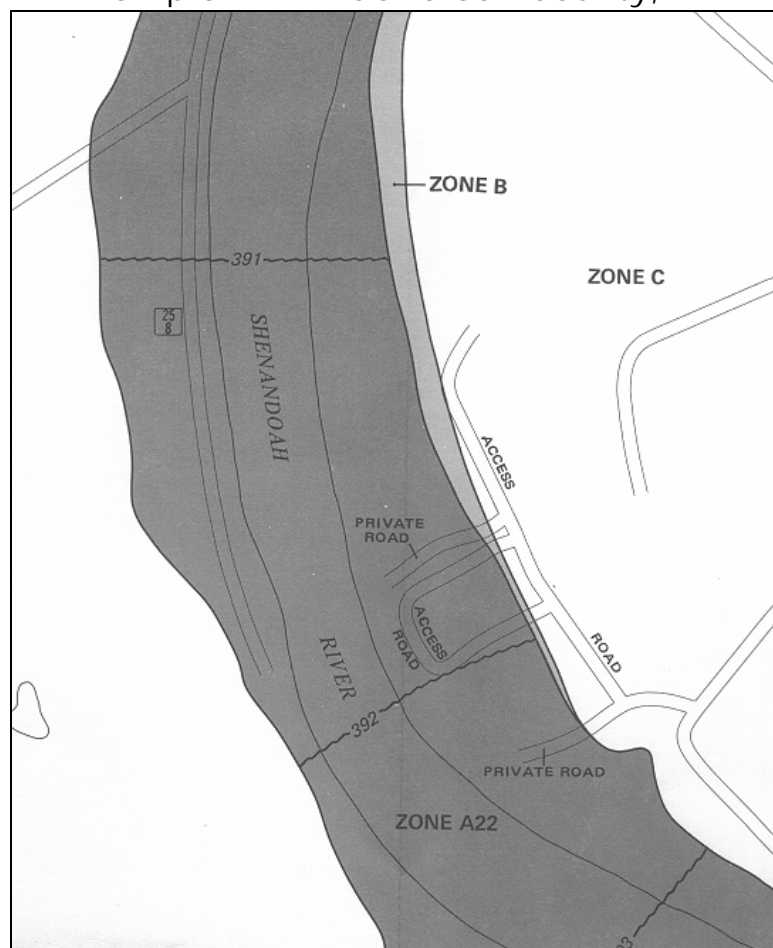 ZONE B
391
ZONE C
25
8
SHENANDOAH
ACCESS
PRIVATE
ROAD
ACCESS
ROAD
ROAD
RIVER
392
PRIVATE ROAD
ZONE A22